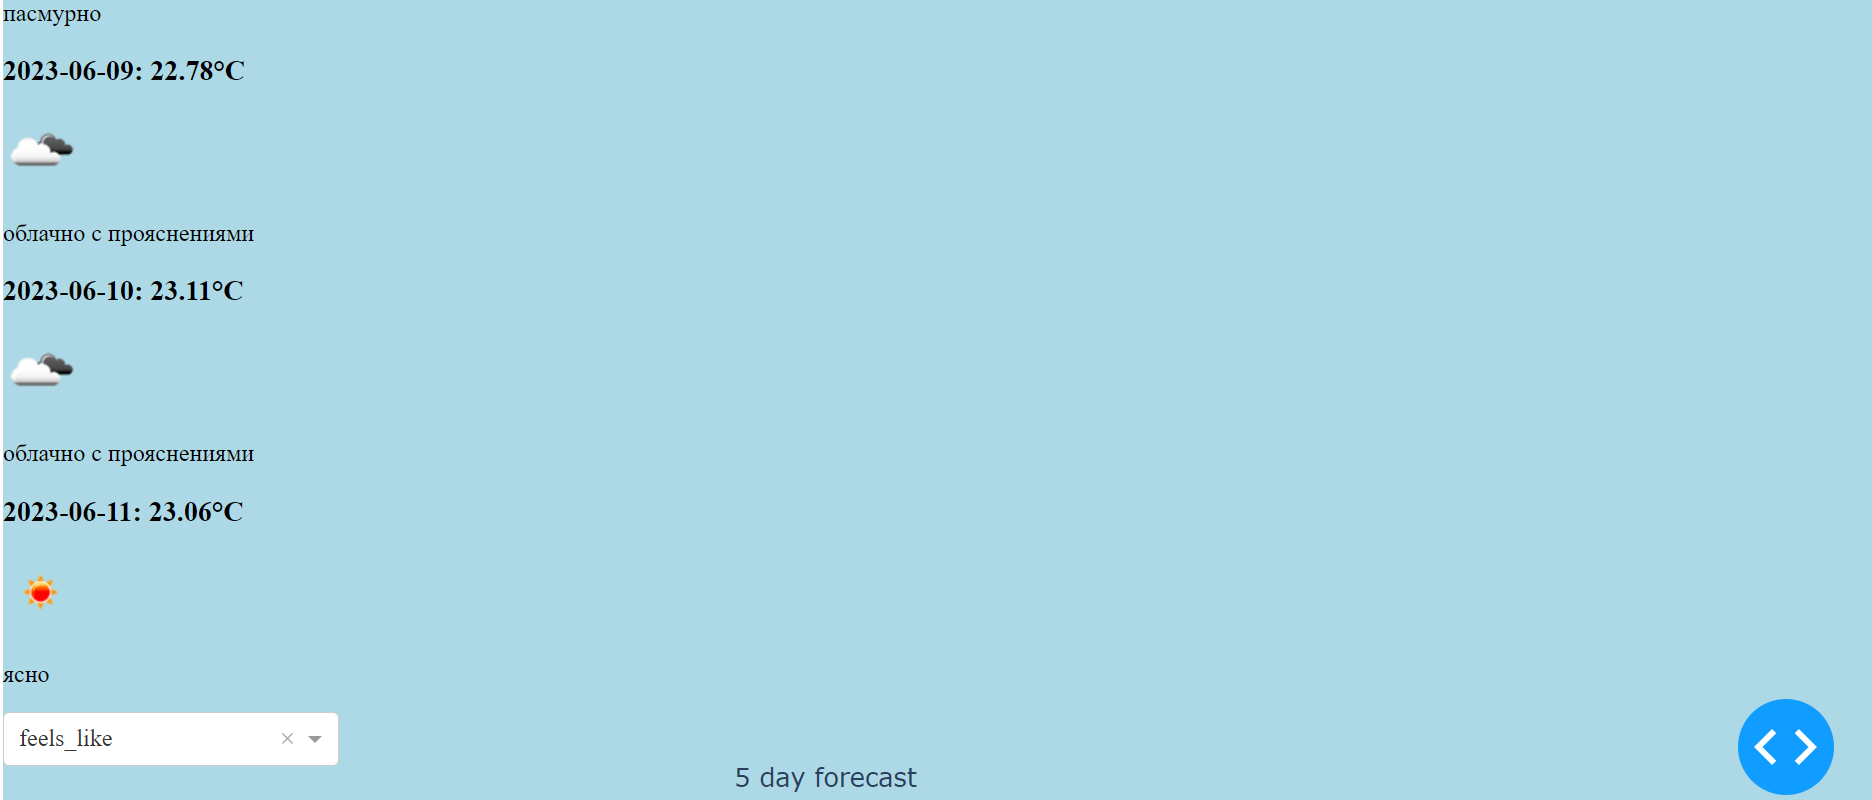 пасмурно
2023-06-09: 22.78°C
облачно с прояснениями
2023-06-10: 23.11°C
облачно с прояснениями
2023-06-11: 23.06°C
ясно
feels_like
5 day forecast